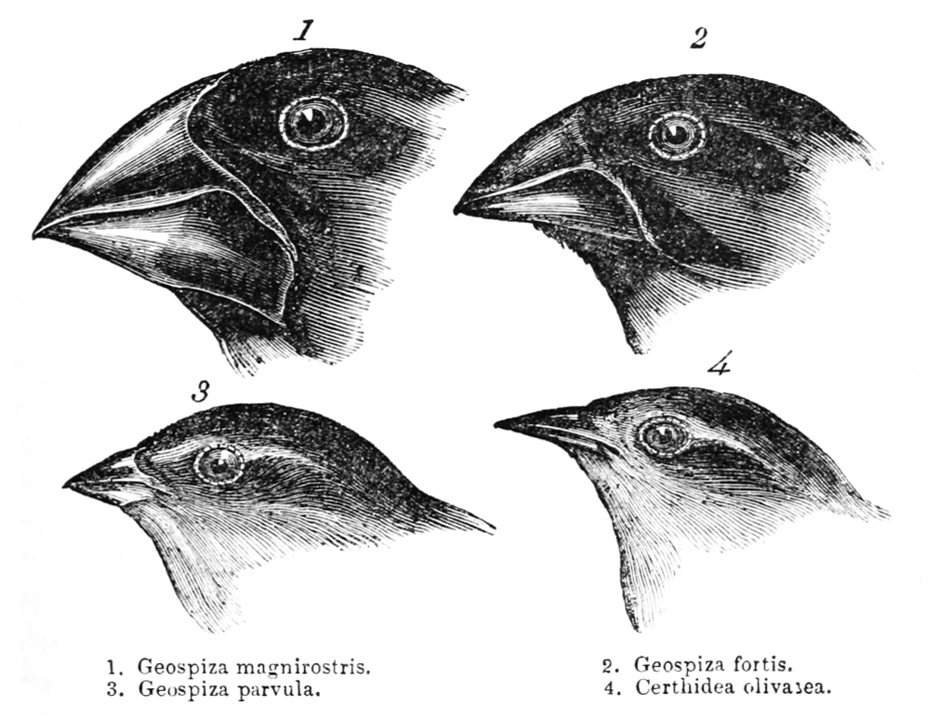 1
2
3
4
1. Geospiza magnirostris.
2. Geospiza fortis.
3. Geospiza parvula.
4. Certhidea olivasea.